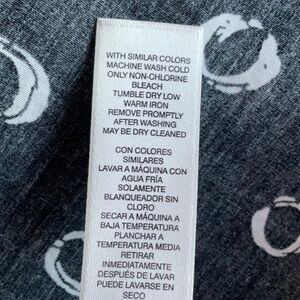 WITH SIMILAR COLORS
MACHINE WASH COLD
ONLY NON-CHLORINE
BLEACH
TUMBLE DRY LOW
WARM IRON
REMOVE PROMPTLY
AFTER WASHING
MAY BE DRY CLEANED
CON COLORES
SIMILARES
LAVAR A MÁQUINA CON
AGUA FRÍA
SOLAMENTE
BLANQUEADOR SIN
CLORO
SECAR A MÁQUINA A
BAJA TEMPERATURA
PLANCHAR A
TEMPERATURA MEDIA
RETIRAR
INMEDIATAMENTE
DESPUÉS DE LAVAR
PUEDE LAVARSE EN
SECO